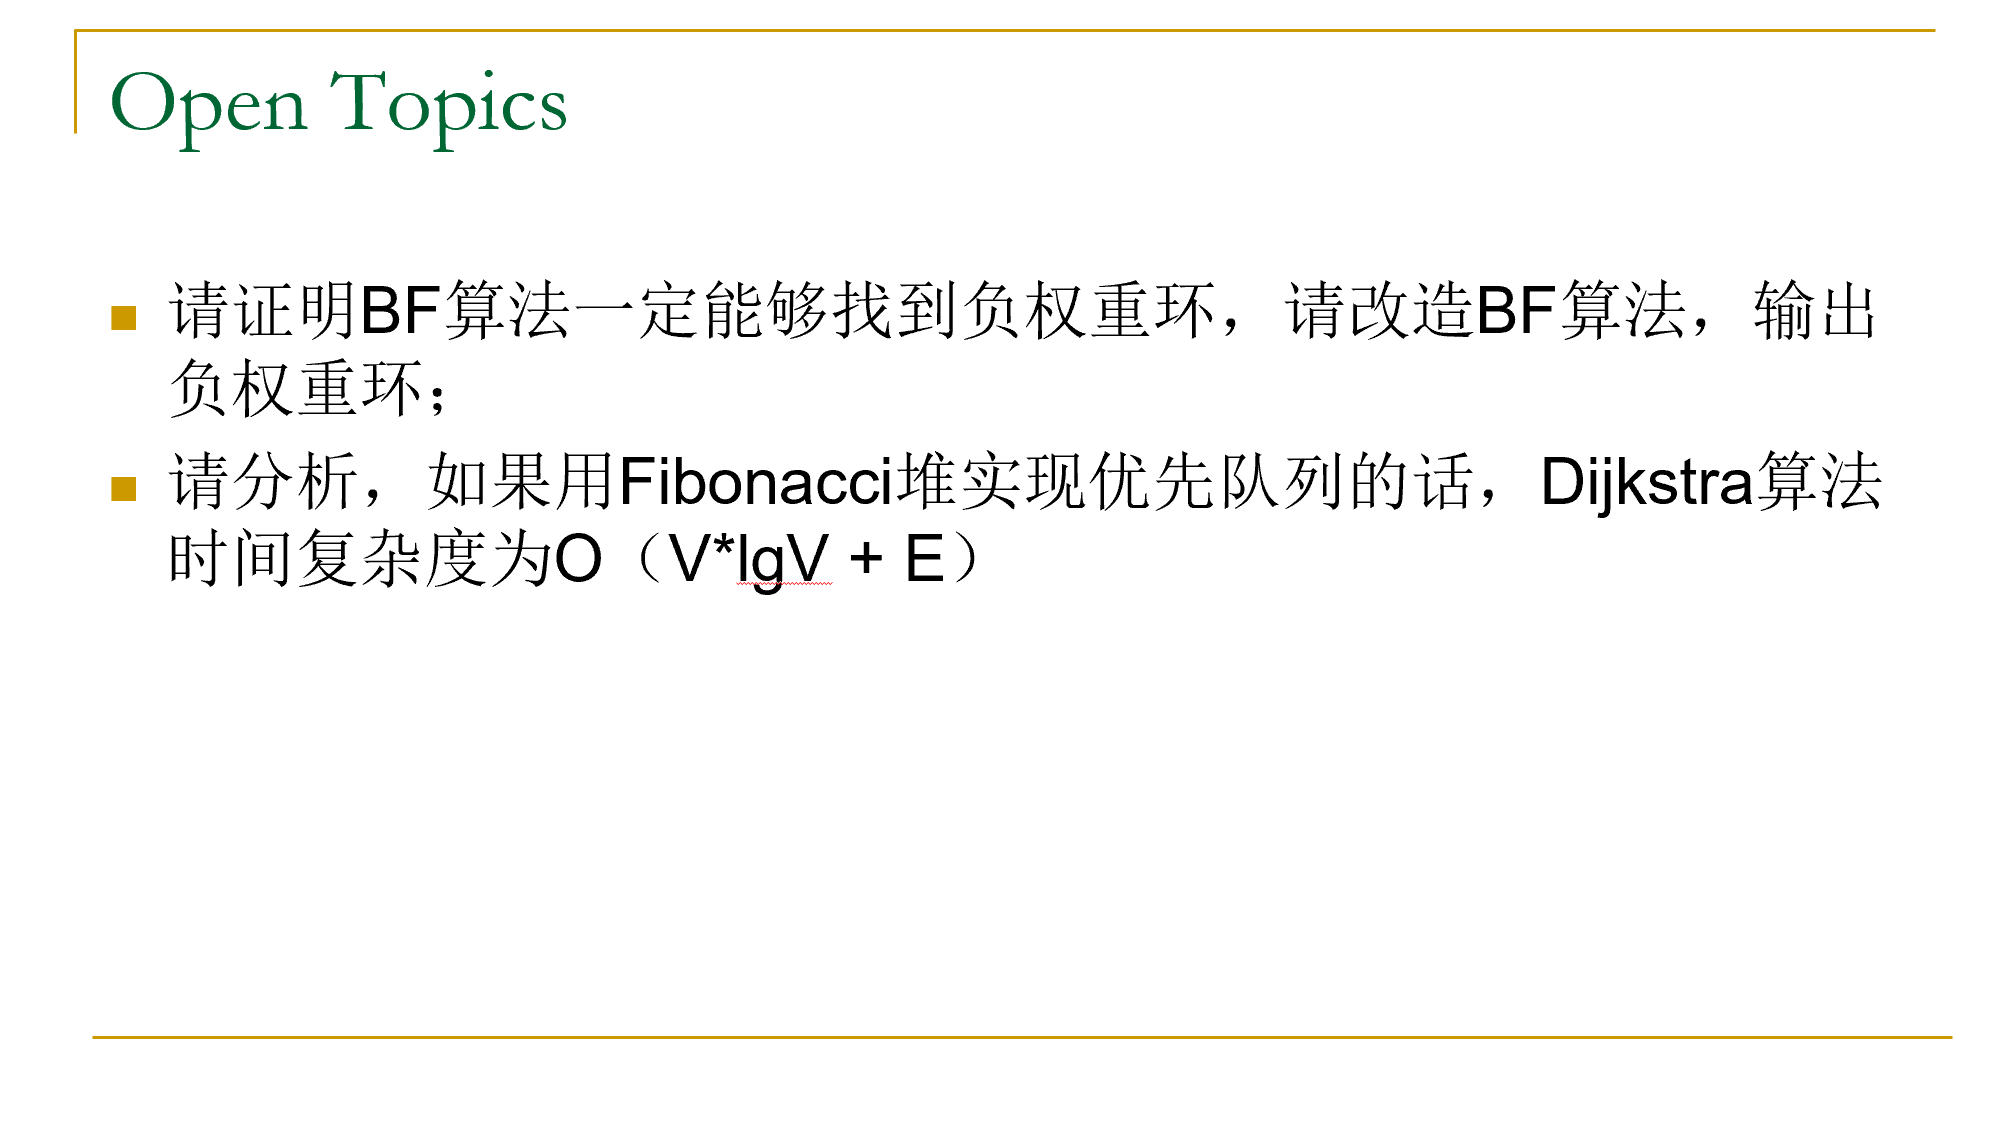 Open Topics
请证明BF算法一定能够找到负权重环，请改造BF算法，输出
负权重环；
请分析，如果用Fibonacci堆实现优先队列的话，Dijkstra算法
时间复杂度为O（V*lgV + E）